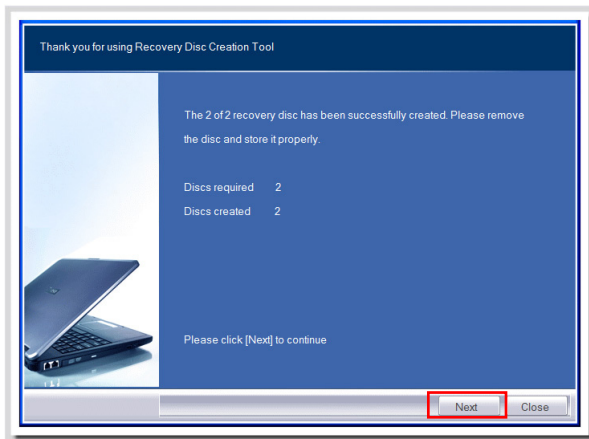 Thank you for using Recovery Disc Creation Tool
The 2 of 2 recovery disc has been successfully created. Please remove
the disc and store it properly.
Discs required 2
Discs created 2
Please click [Next] to continue
Next Close